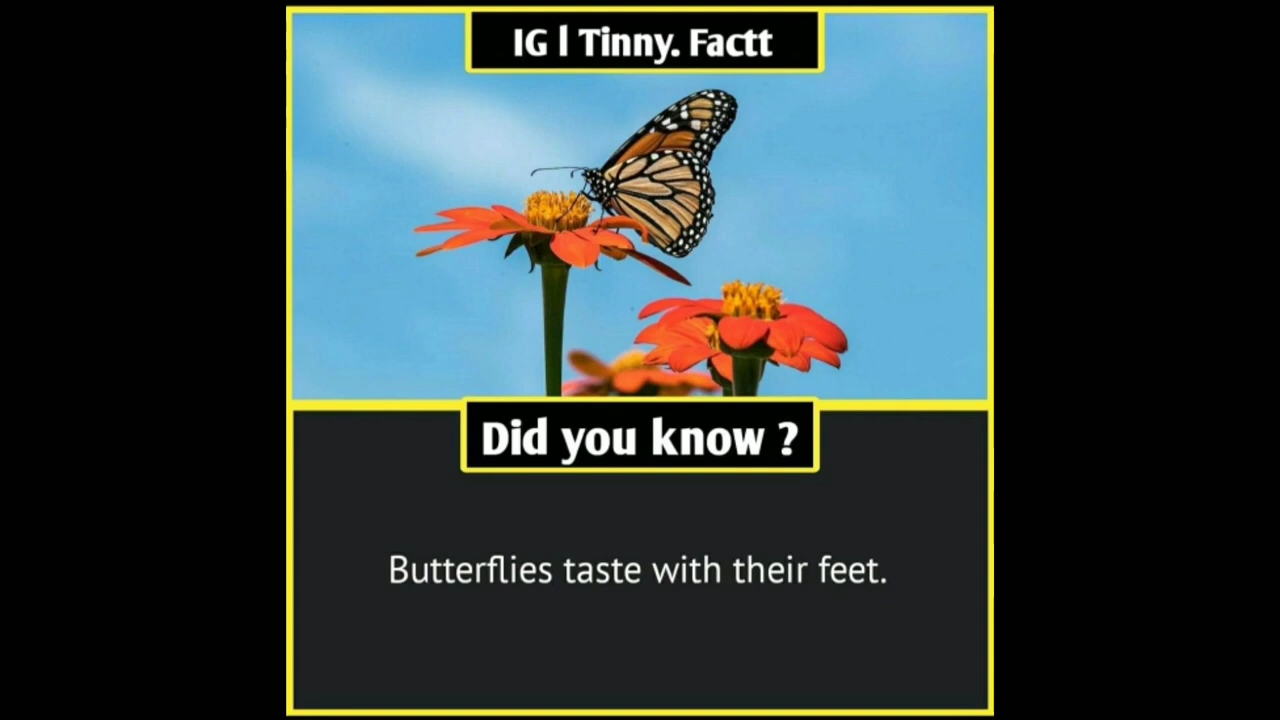 IG l Tinny. Factt
Did you know ?
Butterflies taste with their feet.